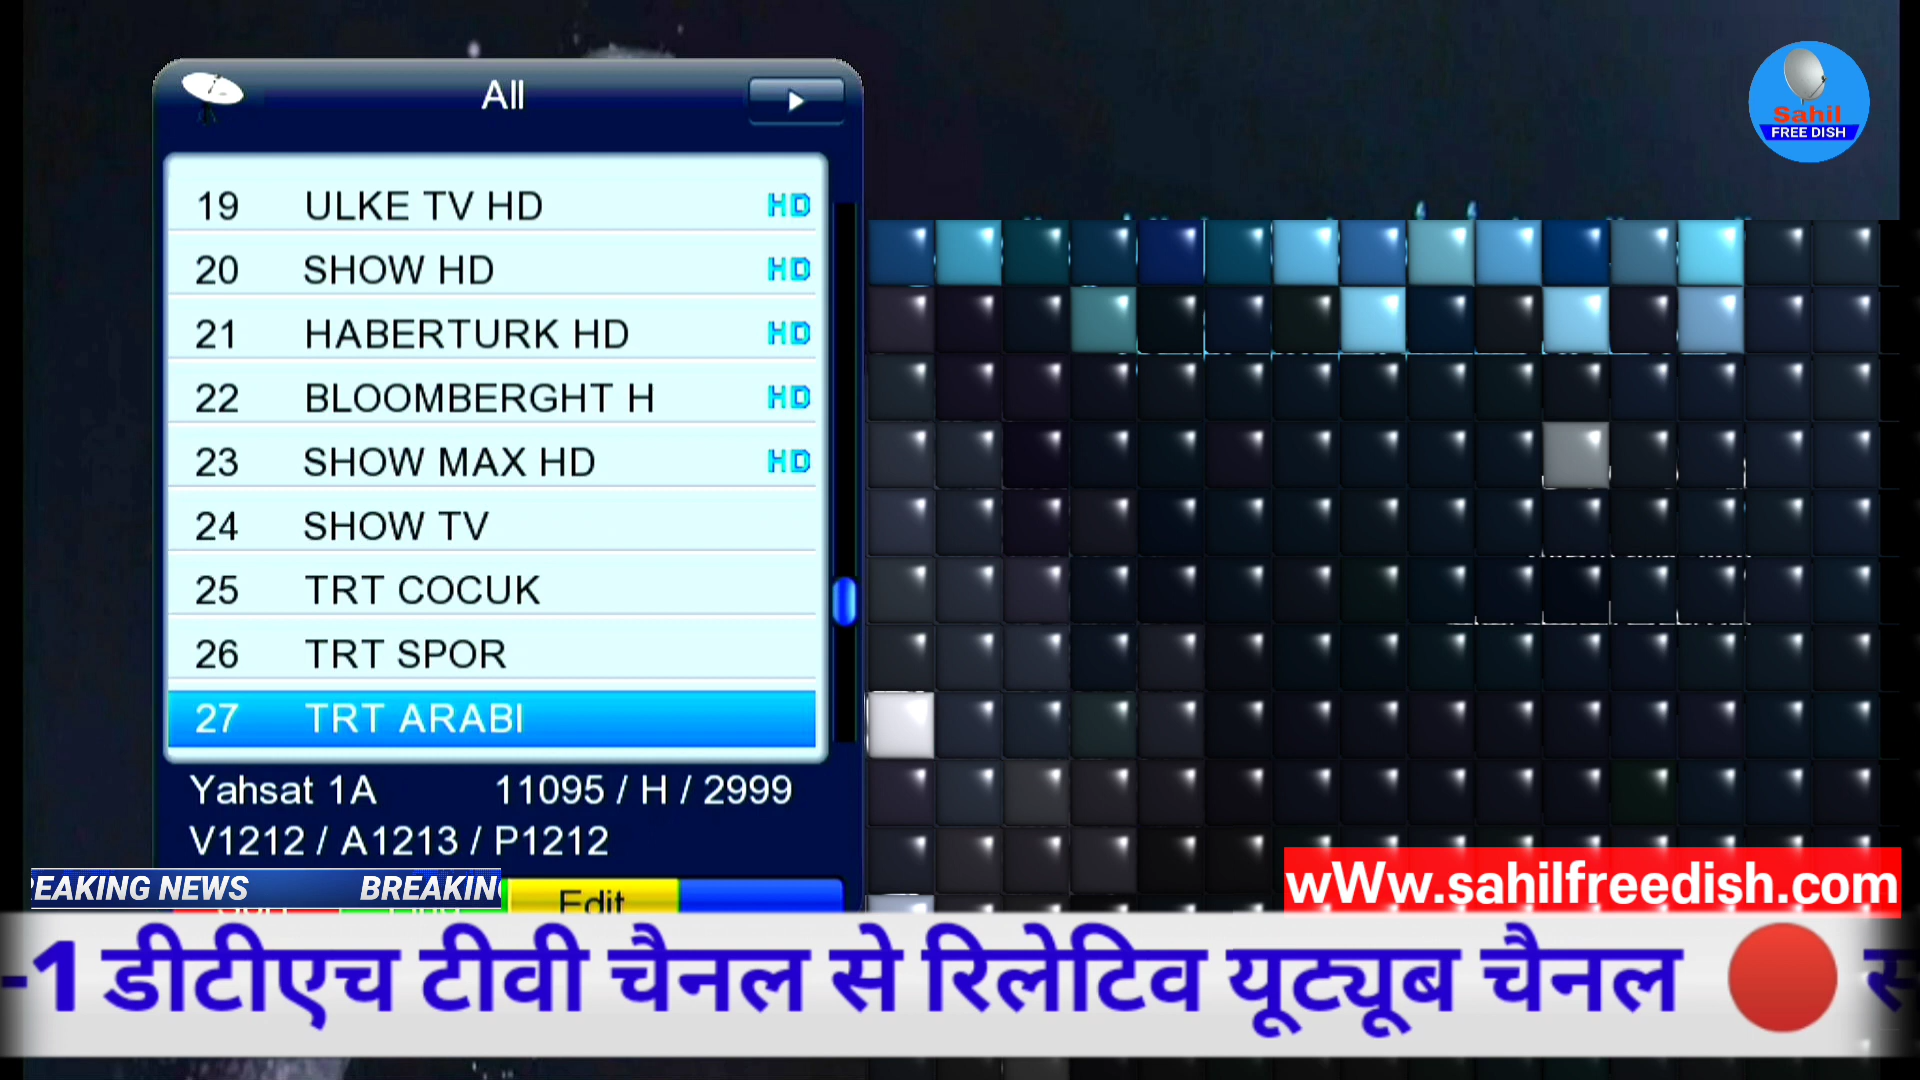 All
Sahil
FREE DISH
19 ULKE TV HD HD
20 SHOW HD HD
21 HABERTURK HD HD
22 BLOOMBERGHT H HD
23 SHOW MAX HD HD
24 SHOW TV
25 TRT COCUK
26 TRT SPOR
27 TRT ARABI
Yahsat 1A 11095 / H / 2999
V1212 / A1213 / P1212
EAKING NEWS BREAKIN
Edit
wWw.sahilfreedish.com
-1 डीटीएच टीवी चैनल से रिलेटिव यूट्यूब चैनल 🔴